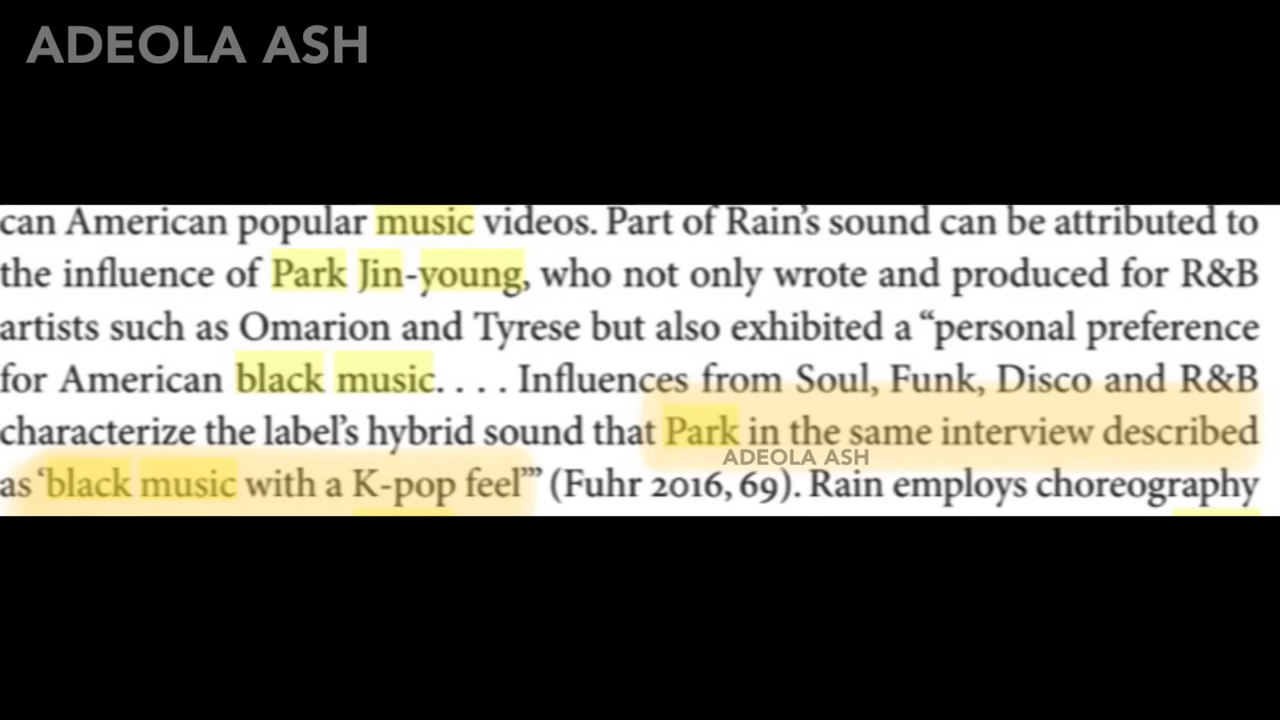 ADEOLA ASH
can American popular music videos. Part of Rain's sound can be attributed to
the influence of Park Jin-young, who not only wrote and produced for R&B
artists such as Omarion and Tyrese but also exhibited a “personal preference
for American black music. . . . Influences from Soul, Funk, Disco and R&B
characterize the label's hybrid sound that Park in the same interview described
ADEOLA ASH
as ‘black music with a K-pop feel’” (Fuhr 2016, 69). Rain employs choreography